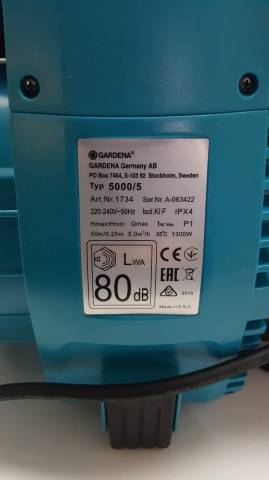 GARDENA®
GARDENA Germany AB
PO Box 7454, S-103 92 Stockholm, Sweden
Typ 5000/5
Art.Nr.1734 Ser.Nr. A-063422
220-240V~50Hz Isol.Kl F IPX4
Hmax/Hmin Qmax tw Max P1
50m/0.25m 5.0m³/h 35°C 1300W
LWA
80dB
CE EAC
2019
Made in P.R.C